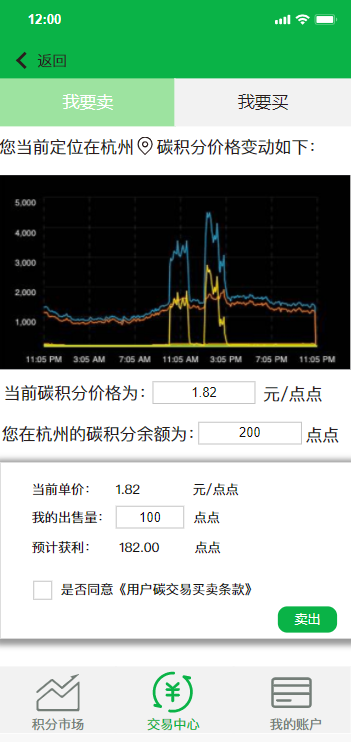 12:00
返回
我要卖 我要买
您当前定位在杭州 碳积分价格变动如下：
5,000
4,000
3,000
2,000
1,000
11:05 PM 3:05 AM 7:05 AM 11:05 AM 3:05 PM 7:05 PM 11:05 PM
当前碳积分价格为： 1.82 元/点点
您在杭州的碳积分余额为： 200 点点
当前单价： 1.82 元/点点
我的出售量： 100 点点
预计获利： 182.00 点点
是否同意《用户碳交易买卖条款》
卖出
积分市场 交易中心 我的账户